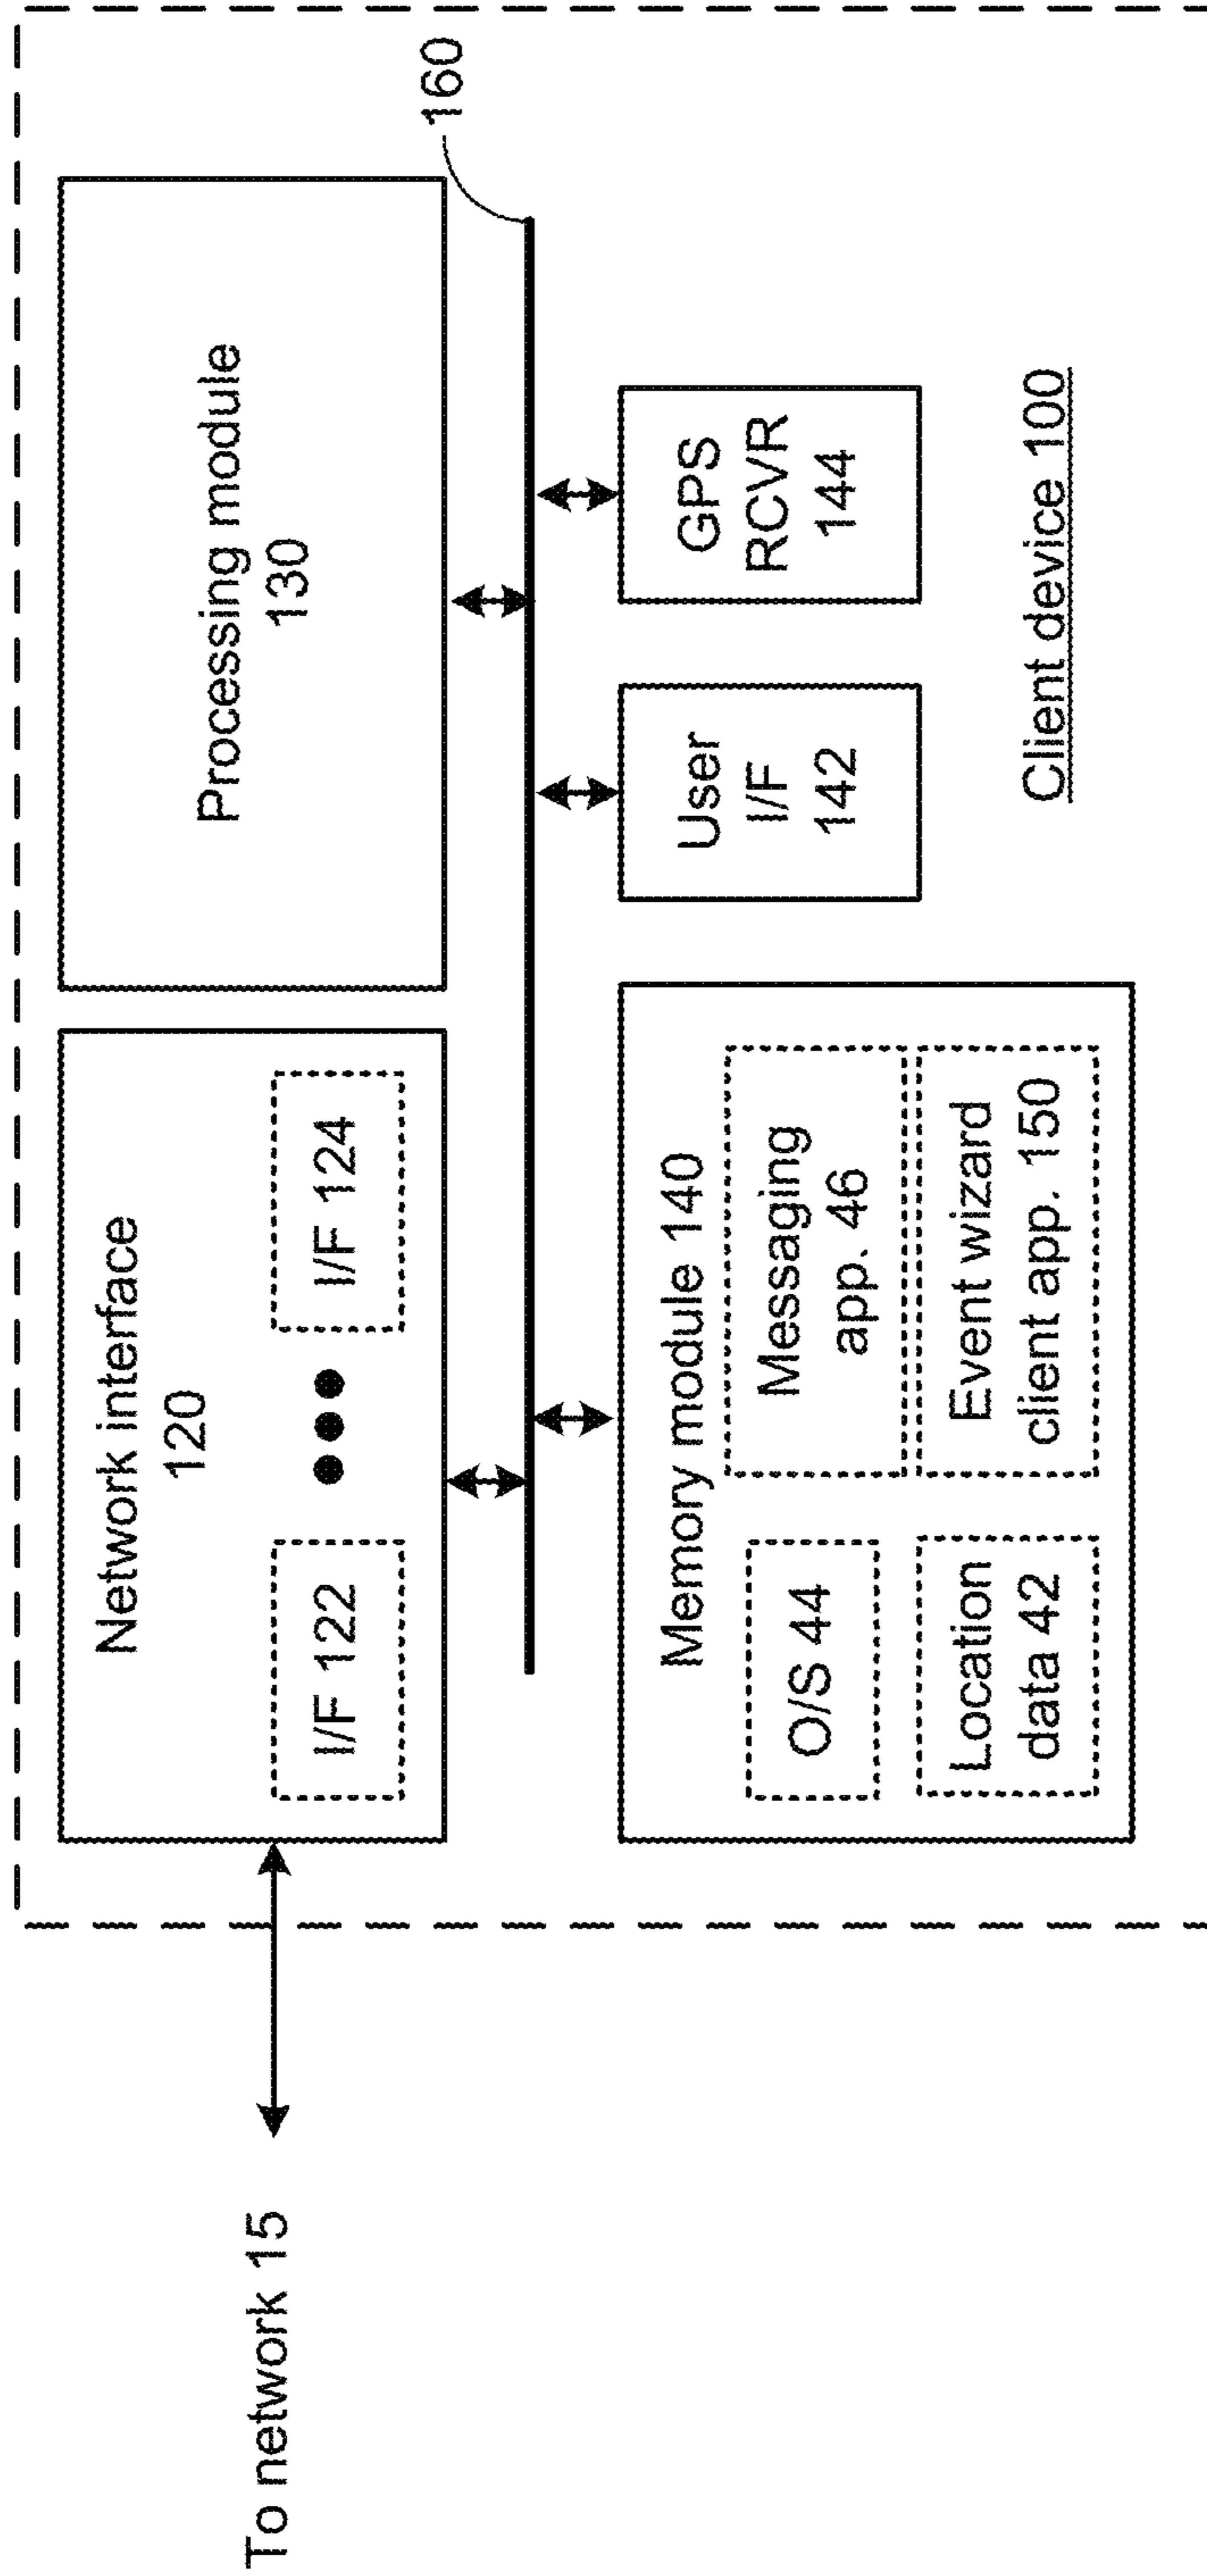 To network 15
Network interface
120
I/F 122
I/F 124
Processing module
130
160
Memory module 140
O/S 44
Messaging
app. 46
Location
data 42
Event wizard
client app. 150
User
I/F
142
GPS
RCVR
144
Client device 100